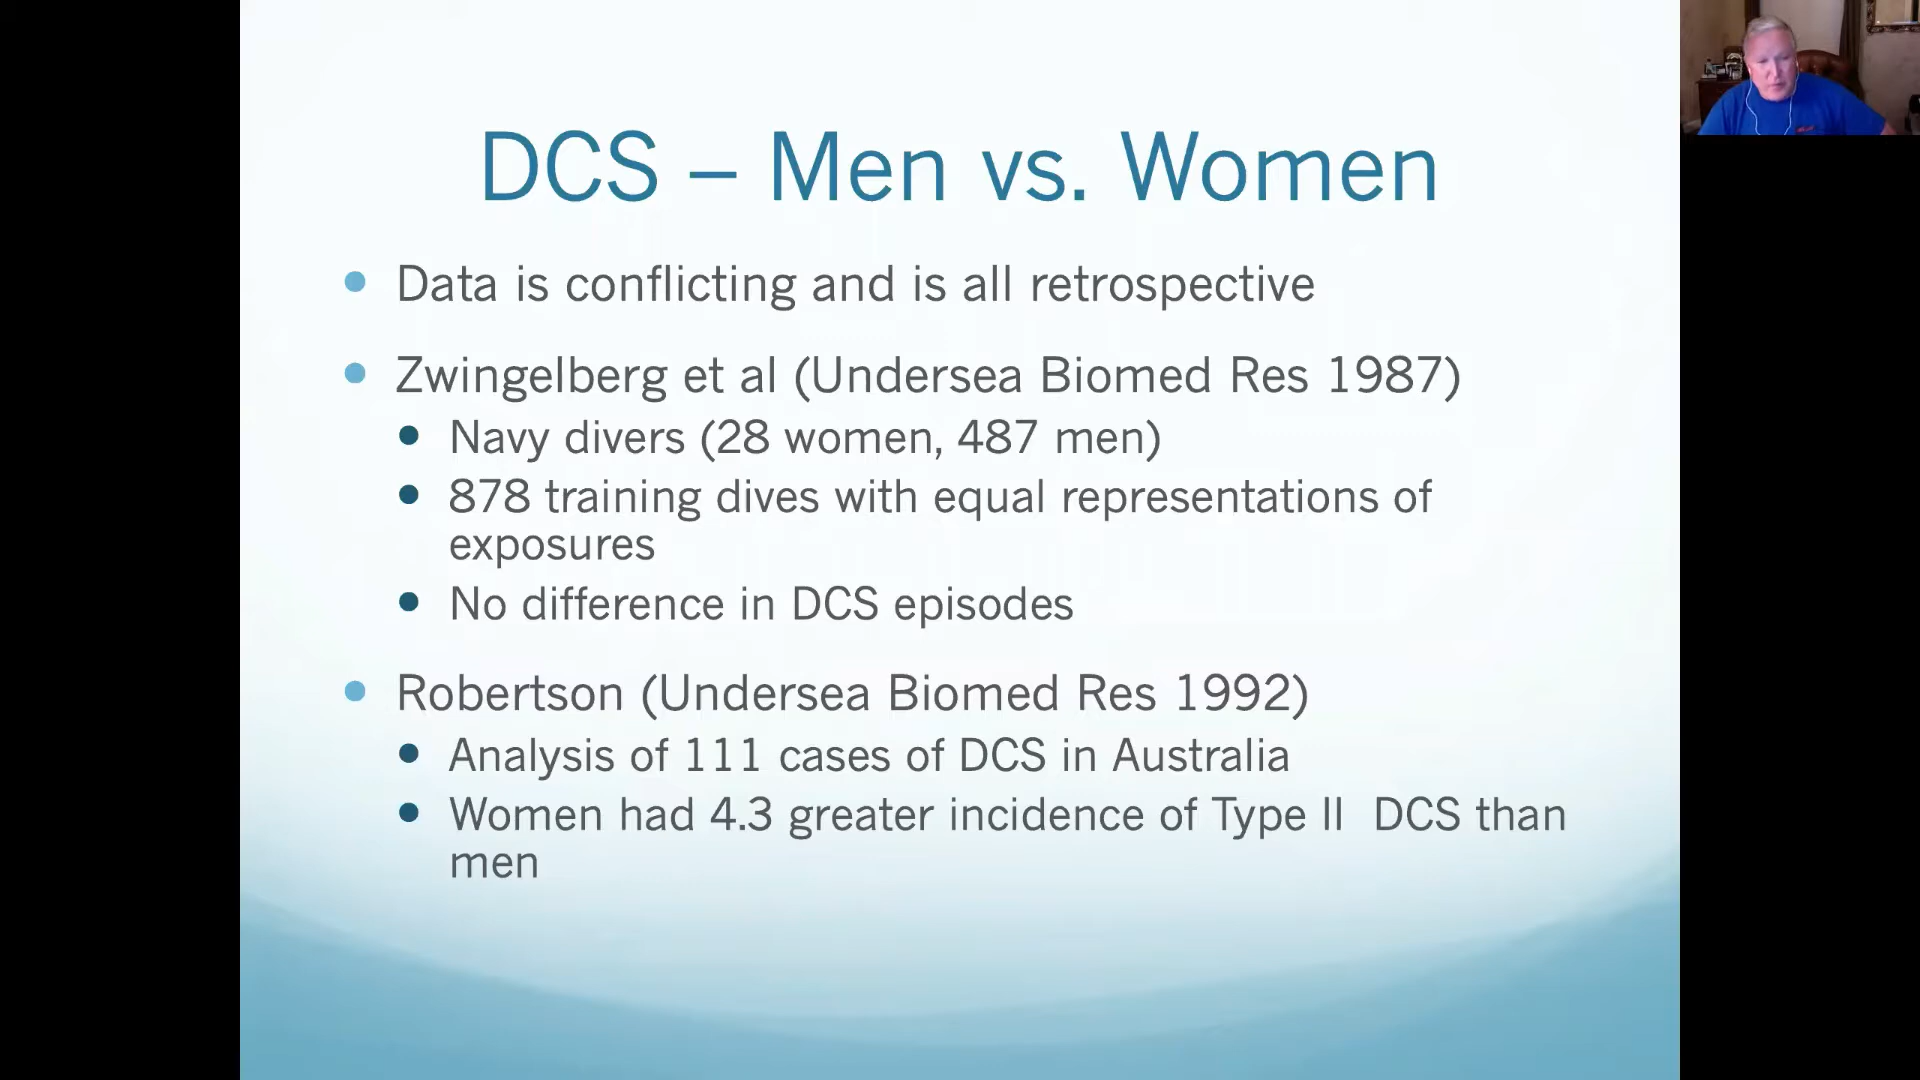 DCS – Men vs. Women
Data is conflicting and is all retrospective
Zwingelberg et al (Undersea Biomed Res 1987)
Navy divers (28 women, 487 men)
878 training dives with equal representations of
exposures
No difference in DCS episodes
Robertson (Undersea Biomed Res 1992)
Analysis of 111 cases of DCS in Australia
Women had 4.3 greater incidence of Type II  DCS than
men